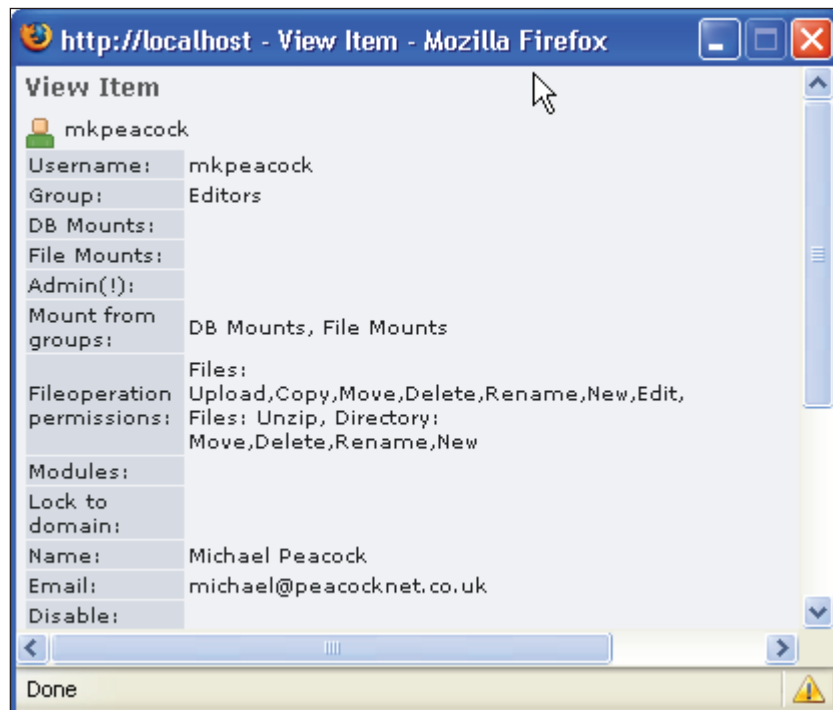 http://localhost - View Item - Mozilla Firefox
View Item
mkpeacock
Username: mkpeacock
Group: Editors
DB Mounts:
File Mounts:
Admin(!):
Mount from
groups: DB Mounts, File Mounts
Fileoperation
permissions: Files:
Upload,Copy,Move,Delete,Rename,New,Edit,
Files: Unzip, Directory:
Move,Delete,Rename,New
Modules:
Lock to
domain:
Name: Michael Peacock
Email: michael@peacocknet.co.uk
Disable:
Done